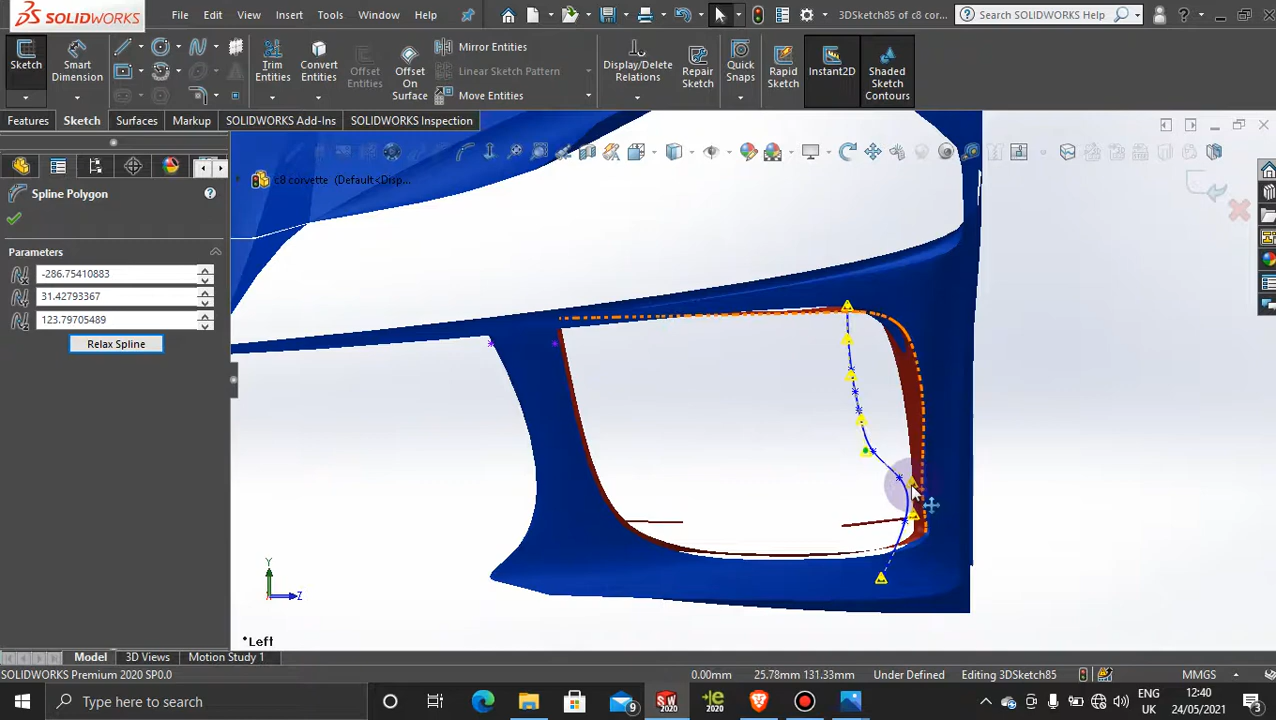 SOLIDWORKS
File Edit View Insert Tools Window Help
3DSketch85 of c8 cor...
Search SOLIDWORKS Help
Sketch
Smart Dimension
Trim Entities
Convert Entities
Offset Entities
Offset On Surface
Mirror Entities
Linear Sketch Pattern
Move Entities
Display/Delete Relations
Repair Sketch
Quick Snaps
Rapid Sketch
Instant2D
Shaded Sketch Contours
Features Sketch Surfaces Markup SOLIDWORKS Add-Ins SOLIDWORKS Inspection
c8 corvette (Default<Disp...
Spline Polygon
Parameters
-286.75410883
31.42793367
123.79705489
Relax Spline
Y
Z
*Left
Model 3D Views Motion Study 1
SOLIDWORKS Premium 2020 SP0.0
0.00mm 25.78mm 131.33mm Under Defined Editing 3DSketch85 MMGS
Type here to search
9
SW 2020
e 2020
ENG UK
12:40
24/05/2021
3